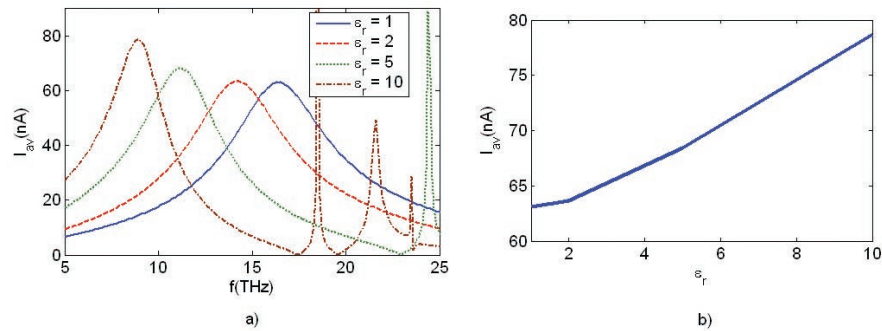 80
60
40
20
0
I_av(nA)
5 10 15 20 25
f(THz)
ε_r = 1
ε_r = 2
ε_r = 5
ε_r = 10
a)
80
75
70
65
60
I_av(nA)
2 4 6 8 10
ε_r
b)